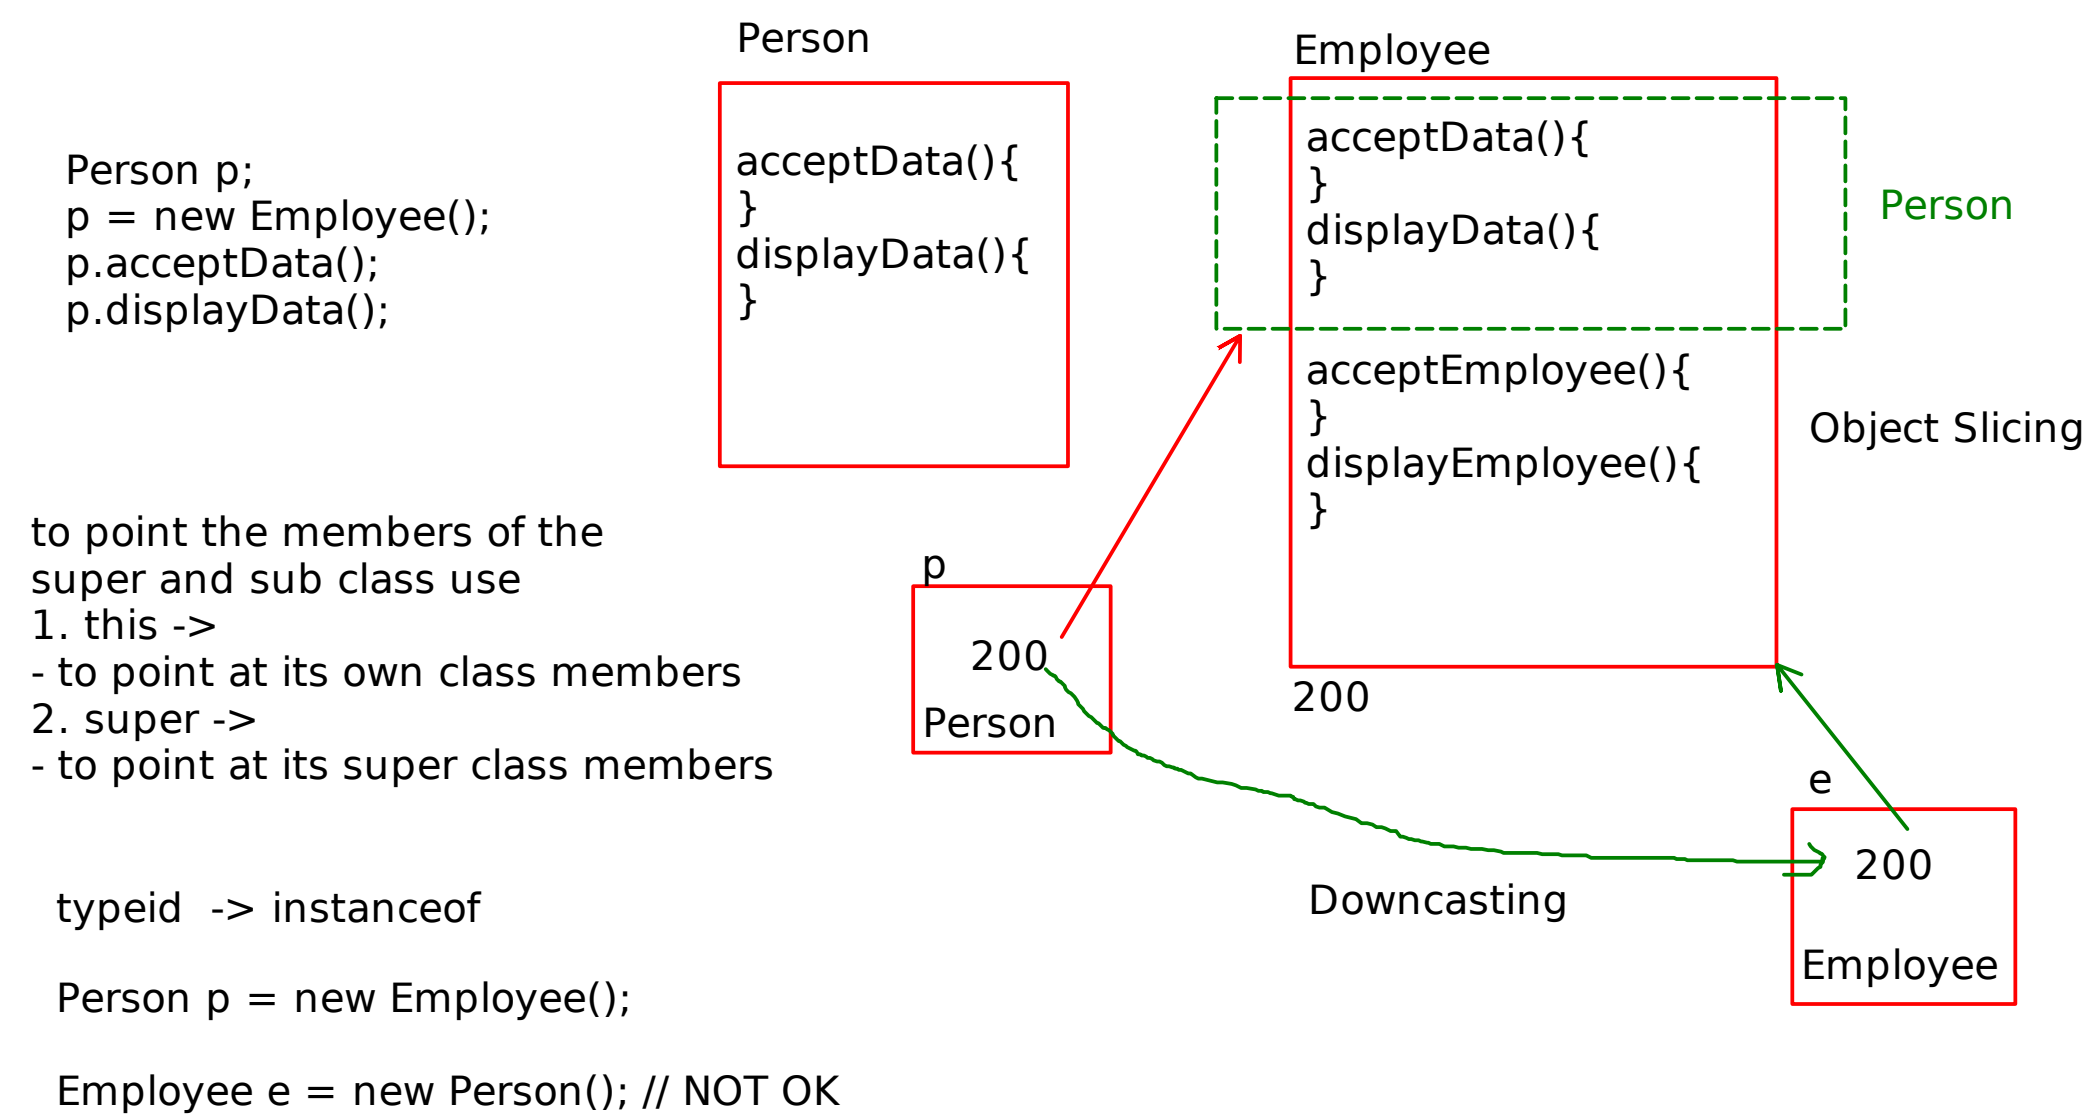 Person p;
p = new Employee();
p.acceptData();
p.displayData();
Person
acceptData(){
}
displayData(){
}
Employee
acceptData(){
}
displayData(){
}
Person
acceptEmployee(){
}
displayEmployee(){
}
Object Slicing
200
to point the members of the
super and sub class use
1. this ->
- to point at its own class members
2. super ->
- to point at its super class members
p
200
Person
e
200
Employee
Downcasting
typeid -> instanceof
Person p = new Employee();
Employee e = new Person(); // NOT OK